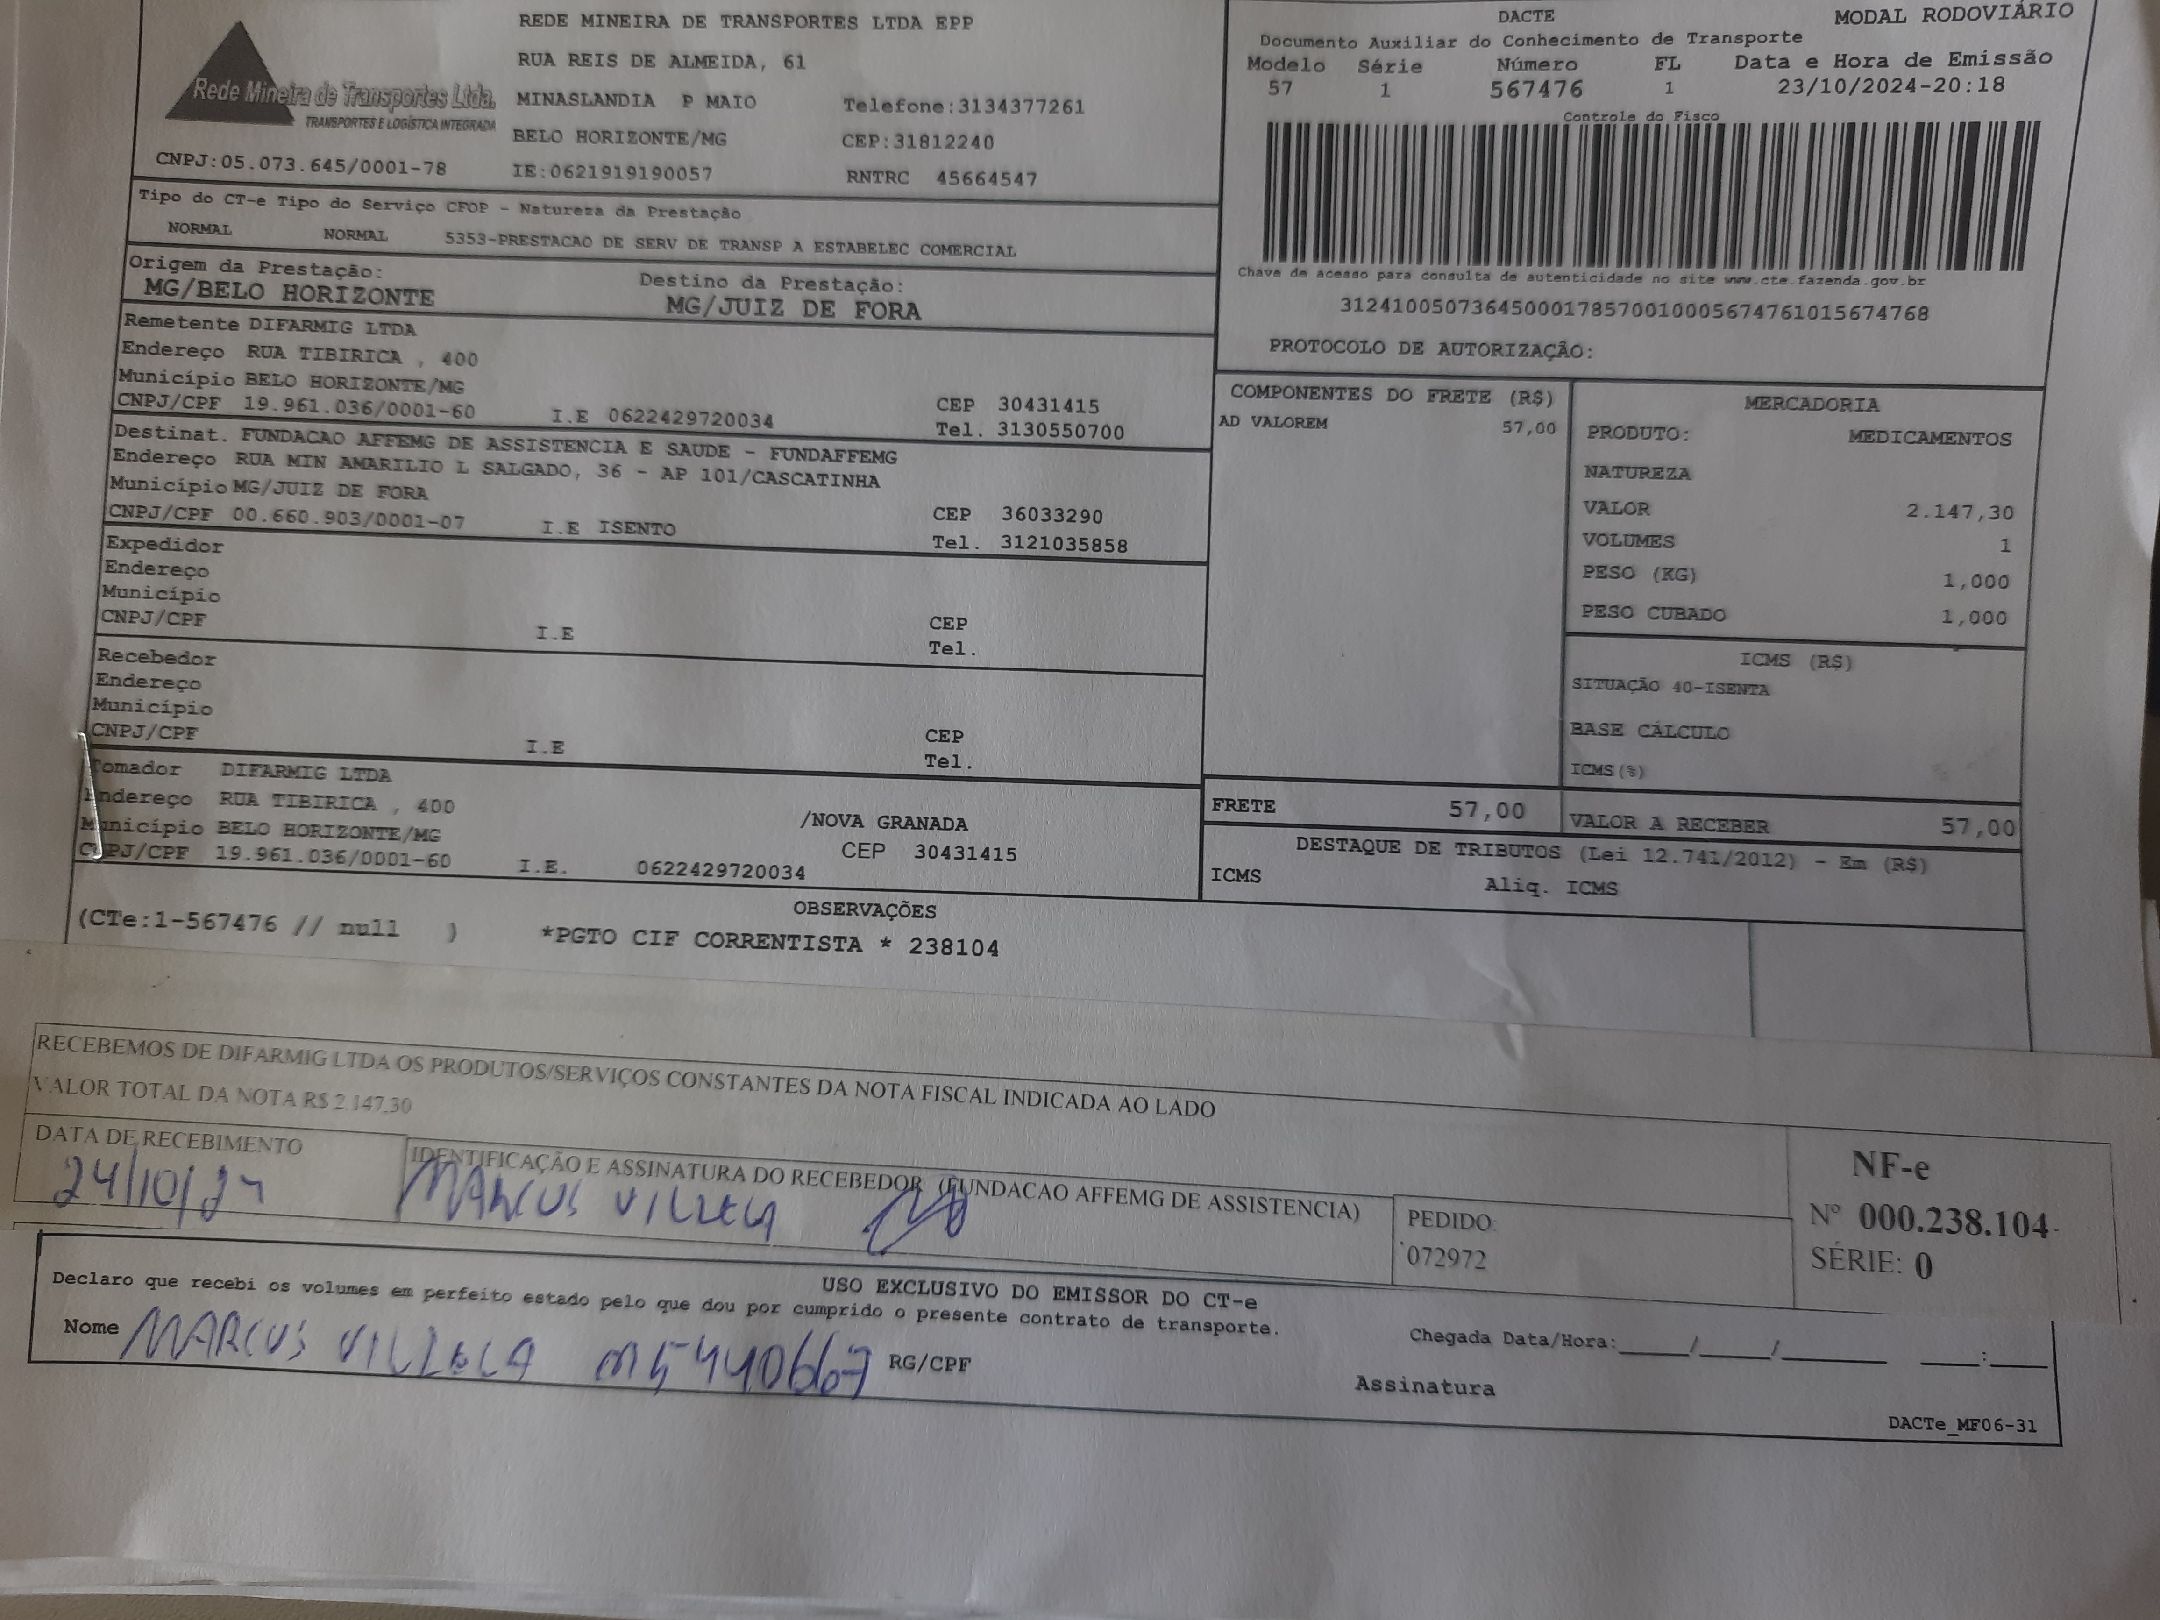 REDE MINEIRA DE TRANSPORTES LTDA EPP
RUA REIS DE ALMEIDA, 61
MINASLANDIA P MAIO Telefone:3134377261
BELO HORIZONTE/MG CEP:31812240
IE:0621919190057 RNTRC 45664547
Rede Mineira de Transportes Ltda.
TRANSPORTES E LOGÍSTICA INTEGRADA
CNPJ:05.073.645/0001-78
DACTE MODAL RODOVIÁRIO
Documento Auxiliar do Conhecimento de Transporte
Modelo Série Número FL Data e Hora de Emissão
57 1 567476 1 23/10/2024-20:18
Controle do Fisco
Chave de acesso para consulta de autenticidade no site www.cte.fazenda.gov.br
31241005073645000178570010005674761015674768
PROTOCOLO DE AUTORIZAÇÃO:
Tipo do CT-e Tipo do Serviço CFOP - Natureza da Prestação
NORMAL NORMAL 5353-PRESTACAO DE SERV DE TRANSP A ESTABELEC COMERCIAL
Origem da Prestação: Destino da Prestação:
MG/BELO HORIZONTE MG/JUIZ DE FORA
Remetente DIFARMIG LTDA
Endereço RUA TIBIRICA , 400
Município BELO HORIZONTE/MG CEP 30431415
CNPJ/CPF 19.961.036/0001-60 I.E 0622429720034 Tel. 3130550700
Destinat. FUNDACAO AFFEMG DE ASSISTENCIA E SAUDE - FUNDAFFEMG
Endereço RUA MIN AMARILIO L SALGADO, 36 - AP 101/CASCATINHA
Município MG/JUIZ DE FORA CEP 36033290
CNPJ/CPF 00.660.903/0001-07 I.E ISENTO Tel. 3121035858
Expedidor
Endereço
Município CEP
CNPJ/CPF I.E Tel.
Recebedor
Endereço
Município CEP
CNPJ/CPF I.E Tel.
Tomador DIFARMIG LTDA
Endereço RUA TIBIRICA , 400 /NOVA GRANADA
Município BELO HORIZONTE/MG CEP 30431415
CNPJ/CPF 19.961.036/0001-60 I.E. 0622429720034
COMPONENTES DO FRETE (R$)
AD VALOREM 57,00
MERCADORIA
PRODUTO: MEDICAMENTOS
NATUREZA
VALOR 2.147,30
VOLUMES 1
PESO (KG) 1,000
PESO CUBADO 1,000
ICMS (R$)
SITUAÇÃO 40-ISENTA
BASE CÁLCULO
ICMS(%)
FRETE 57,00 VALOR A RECEBER 57,00
DESTAQUE DE TRIBUTOS (Lei 12.741/2012) - Em (R$)
ICMS Aliq. ICMS
OBSERVAÇÕES
(CTe:1-567476 // null ) *PGTO CIF CORRENTISTA * 238104
RECEBEMOS DE DIFARMIG LTDA OS PRODUTOS/SERVIÇOS CONSTANTES DA NOTA FISCAL INDICADA AO LADO
VALOR TOTAL DA NOTA R$ 2.147,30
DATA DE RECEBIMENTO IDENTIFICAÇÃO E ASSINATURA DO RECEBEDOR (FUNDACAO AFFEMG DE ASSISTENCIA)
24/10/24 MARCUS VILLELA
PEDIDO:
072972
NF-e
Nº 000.238.104
SÉRIE: 0
USO EXCLUSIVO DO EMISSOR DO CT-e
Declaro que recebi os volumes em perfeito estado pelo que dou por cumprido o presente contrato de transporte.
Nome MARCUS VILLELA M5440667 RG/CPF
Chegada Data/Hora:____/____/______ ___:___
Assinatura
DACTe_MF06-31